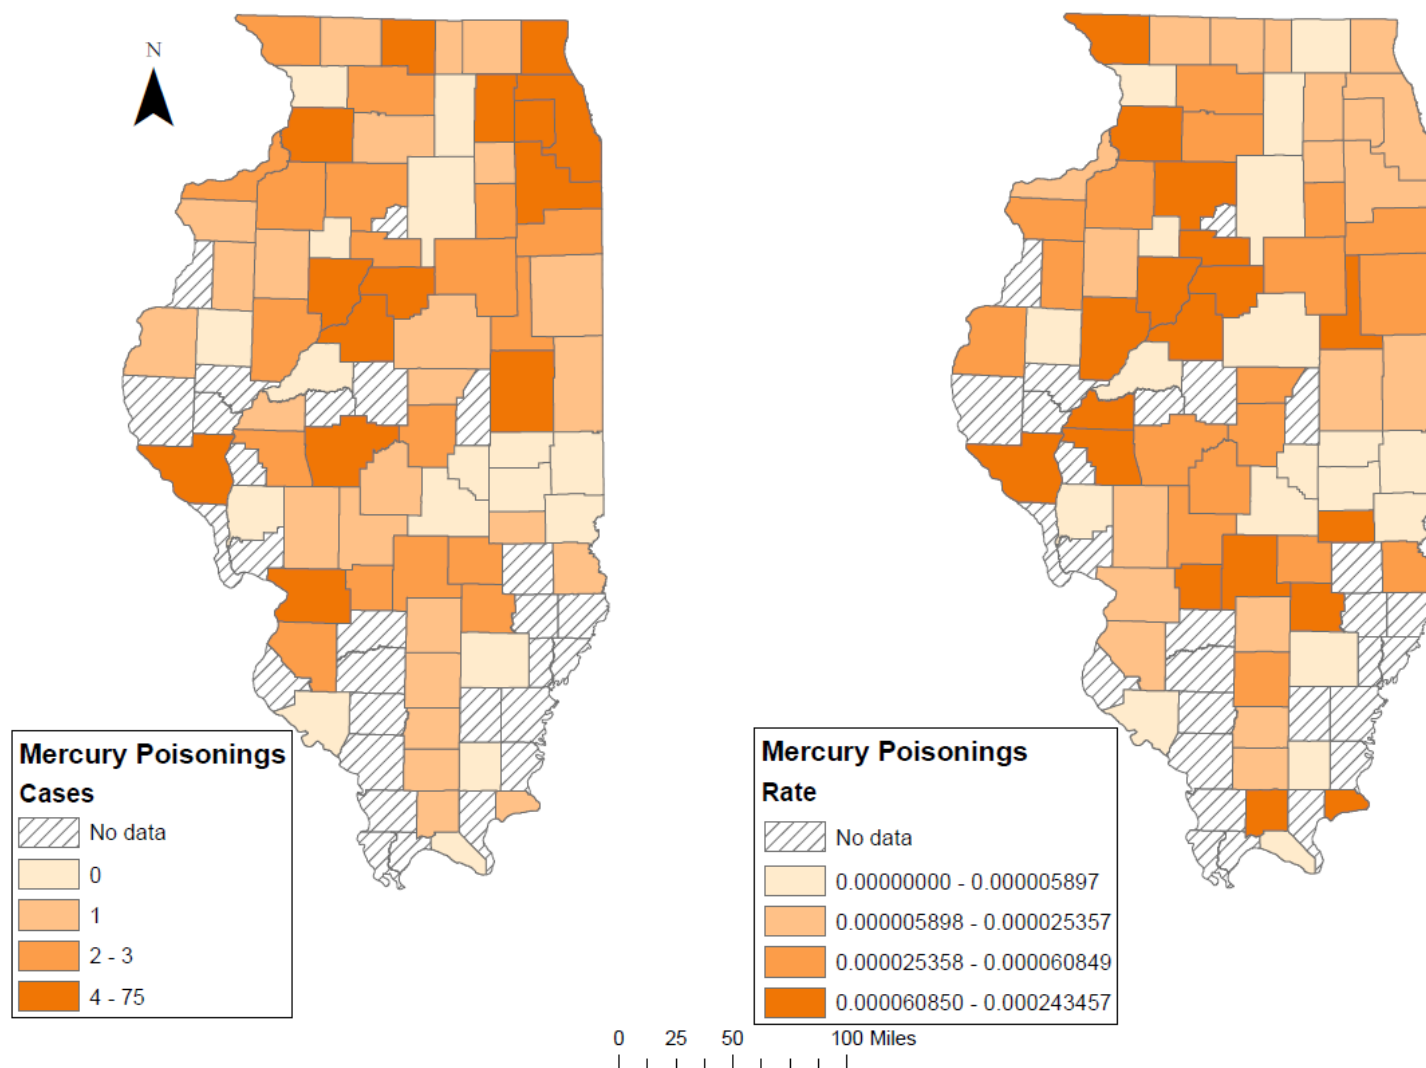 N
Mercury Poisonings
Cases
No data
0
1
2 - 3
4 - 75
Mercury Poisonings
Rate
No data
0.00000000 - 0.000005897
0.000005898 - 0.000025357
0.000025358 - 0.000060849
0.000060850 - 0.000243457
0 25 50 100 Miles